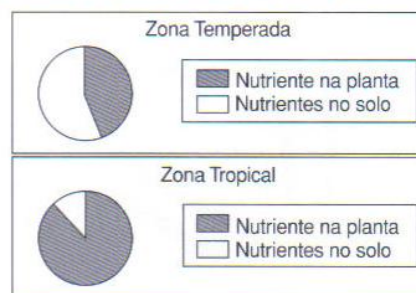 Zona Temperada
Nutriente na planta
Nutrientes no solo
Zona Tropical
Nutriente na planta
Nutrientes no solo